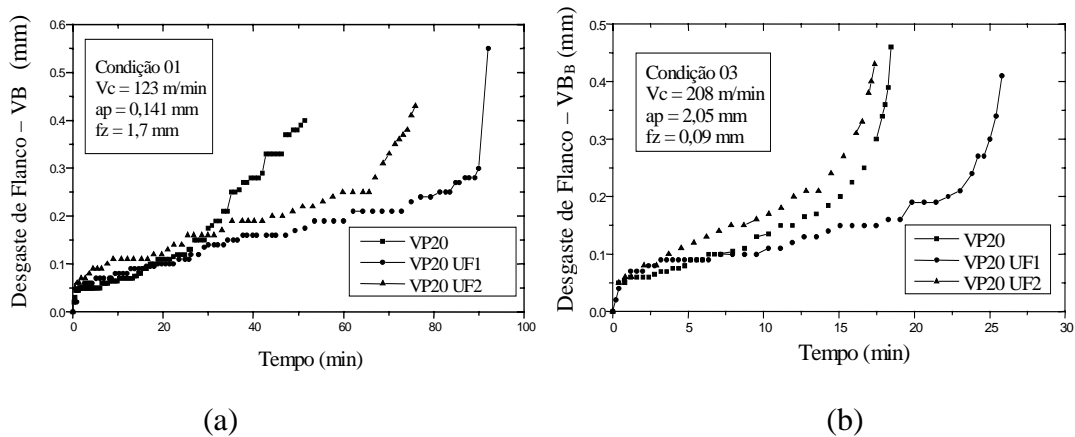 Desgaste de Flanco – VB (mm)
0.6
0.5
0.4
0.3
0.2
0.1
0.0
Condição 01
Vc = 123 m/min
ap = 0,141 mm
fz = 1,7 mm
VP20
VP20 UF1
VP20 UF2
0 20 40 60 80 100
Tempo (min)
(a)
Desgaste de Flanco – VB_B (mm)
0.5
0.4
0.3
0.2
0.1
0.0
Condição 03
Vc = 208 m/min
ap = 2,05 mm
fz = 0,09 mm
VP20
VP20 UF1
VP20 UF2
0 5 10 15 20 25 30
Tempo (min)
(b)